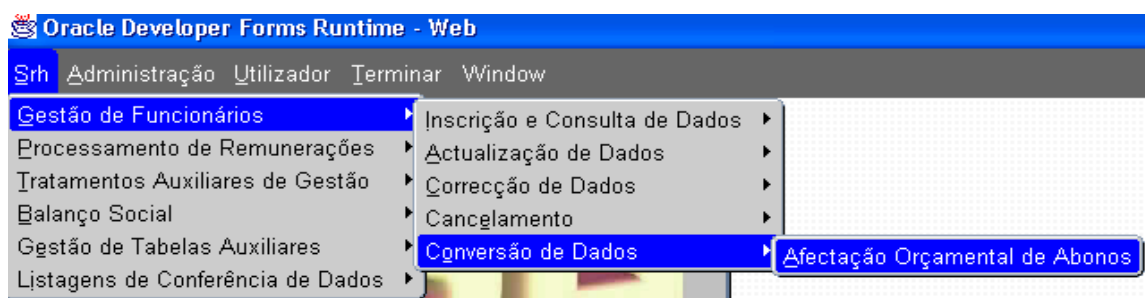 Oracle Developer Forms Runtime - Web
Srh Administração Utilizador Terminar Window
Gestão de Funcionários
Processamento de Remunerações
Tratamentos Auxiliares de Gestão
Balanço Social
Gestão de Tabelas Auxiliares
Listagens de Conferência de Dados
Inscrição e Consulta de Dados
Actualização de Dados
Correcção de Dados
Cancelamento
Conversão de Dados
Afectação Orçamental de Abonos